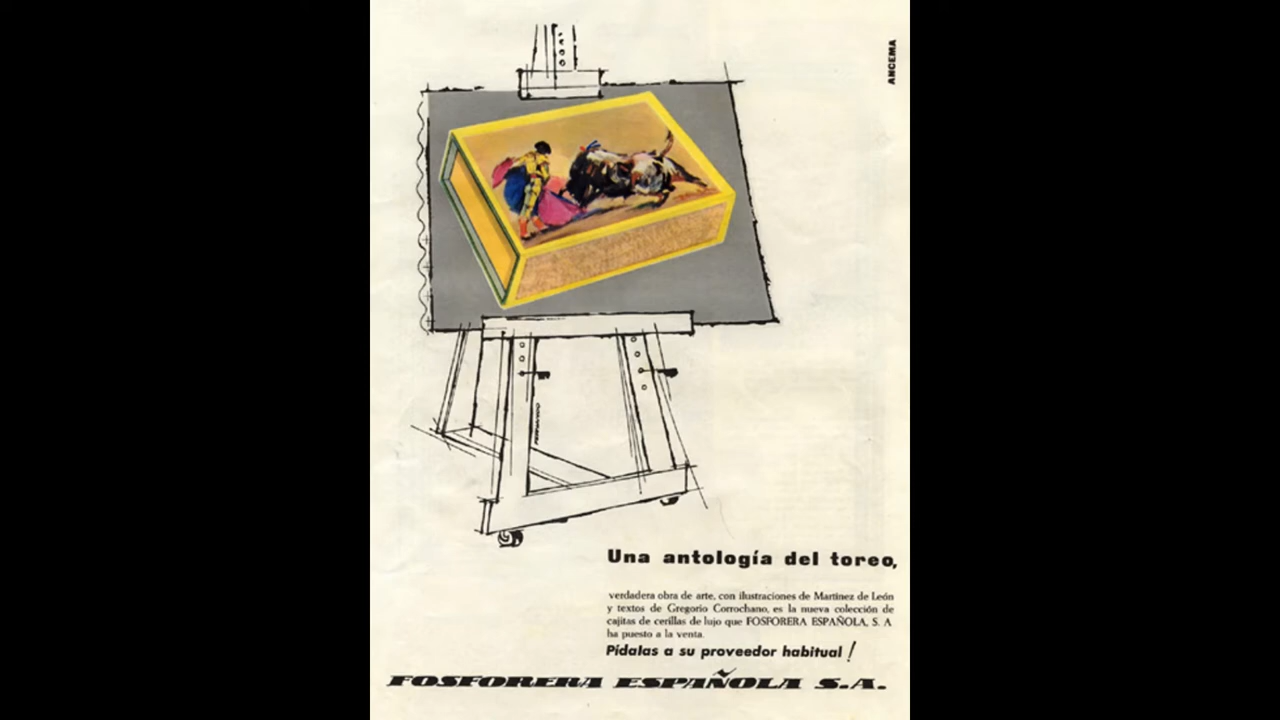 ANCEMA
FERNANDO
Una antología del toreo,
verdadera obra de arte, con ilustraciones de Martinez de León
y textos de Gregorio Corrochano, es la nueva colección de
cajitas de cerillas de lujo que FOSFORERA ESPAÑOLA, S. A
ha puesto a la venta.
Pídalas a su proveedor habitual!
FOSFORERA ESPAÑOLA S.A.